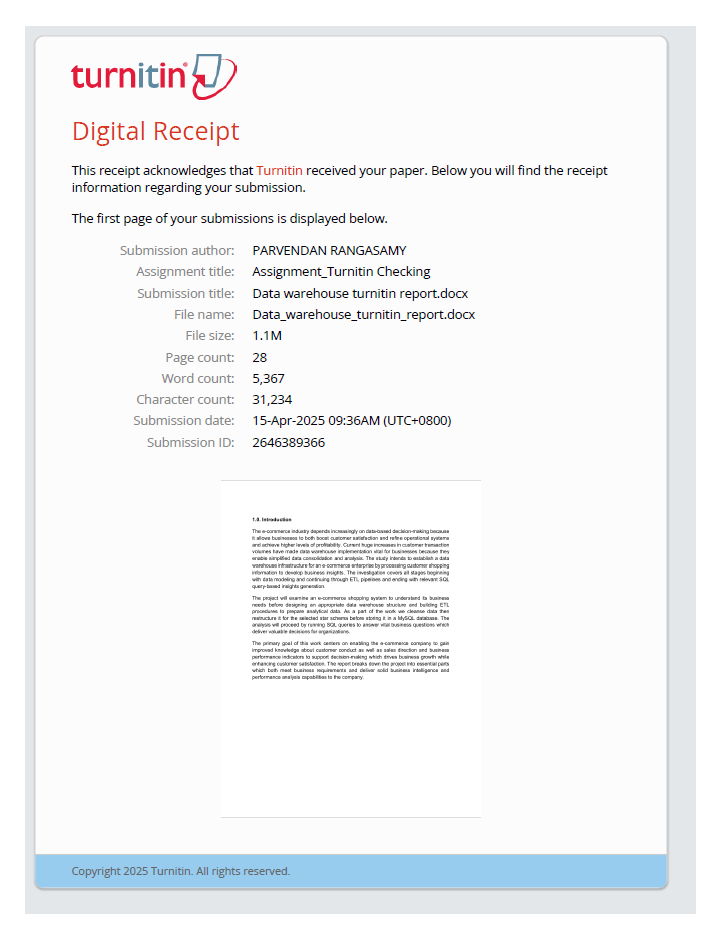 turnitin
Digital Receipt
This receipt acknowledges that Turnitin received your paper. Below you will find the receipt
information regarding your submission.
The first page of your submissions is displayed below.
Submission author: PARVENDAN RANGASAMY
Assignment title: Assignment_Turnitin Checking
Submission title: Data warehouse turnitin report.docx
File name: Data_warehouse_turnitin_report.docx
File size: 1.1M
Page count: 28
Word count: 5,367
Character count: 31,234
Submission date: 15-Apr-2025 09:36AM (UTC+0800)
Submission ID: 2646389366
1.0. Introduction
The e-commerce industry depends increasingly on data-based decision-making because
it allows businesses to both boost customer satisfaction and refine operational systems
and achieve higher levels of profitability. Current huge increases in customer transaction
volumes have made data warehouse implementation vital for businesses because they
enable simplified data consolidation and analysis. The study intends to establish a data
warehouse infrastructure for an e-commerce enterprise by processing customer shopping
information to develop business insights. The investigation covers all stages beginning
with data modeling and continuing through ETL pipelines and ending with relevant SQL
query-based insights generation.
The project will examine an e-commerce shopping system to understand its business
needs before designing an appropriate data warehouse structure and building ETL
procedures to prepare analytical data. As a part of the work we cleanse data then
restructure it for the selected star schema before storing it in a MySQL database. The
analysis will proceed by running SQL queries to answer vital business questions which
deliver valuable decisions for organizations.
The primary goal of this work centers on enabling the e-commerce company to gain
improved knowledge about customer conduct as well as sales direction and business
performance indicators to support decision-making which drives business growth while
enhancing customer satisfaction. The report breaks down the project into essential parts
which both meet business requirements and deliver solid business intelligence and
performance analysis capabilities to the company.
Copyright 2025 Turnitin. All rights reserved.